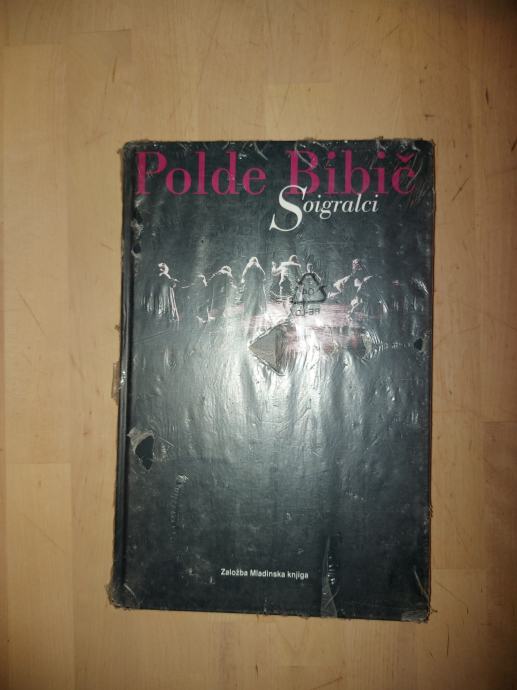 Polde Bibič
Soigralci
Založba Mladinska knjiga